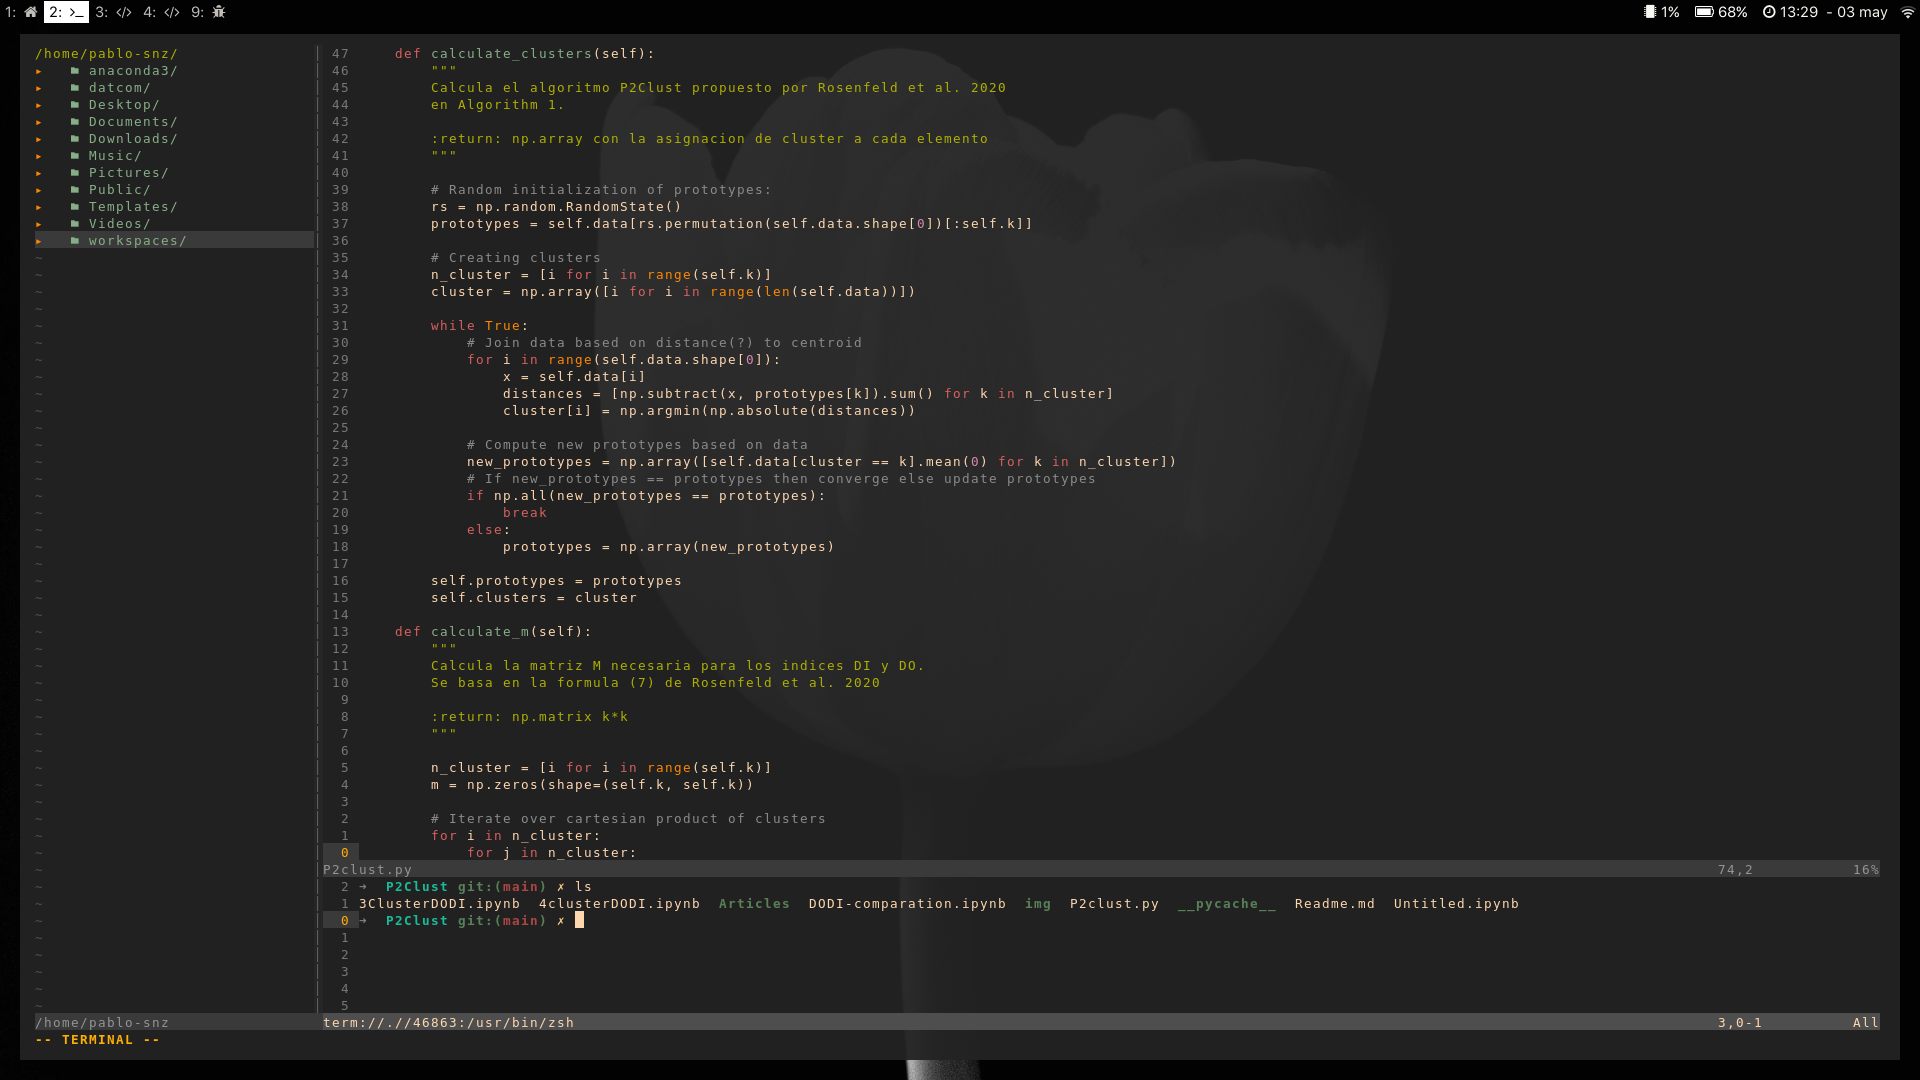 1: 2: 3: </> 4: </> 9: 1% 68% 13:29 - 03 may
/home/pablo-snz/
▸ anaconda3/
▸ datcom/
▸ Desktop/
▸ Documents/
▸ Downloads/
▸ Music/
▸ Pictures/
▸ Public/
▸ Templates/
▸ Videos/
▸ workspaces/
/home/pablo-snz
47     def calculate_clusters(self):
46         """
45         Calcula el algoritmo P2Clust propuesto por Rosenfeld et al. 2020
44         en Algorithm 1.
43
42         :return: np.array con la asignacion de cluster a cada elemento
41         """
40
39         # Random initialization of prototypes:
38         rs = np.random.RandomState()
37         prototypes = self.data[rs.permutation(self.data.shape[0])[:self.k]]
36
35         # Creating clusters
34         n_cluster = [i for i in range(self.k)]
33         cluster = np.array([i for i in range(len(self.data))])
32
31         while True:
30             # Join data based on distance(?) to centroid
29             for i in range(self.data.shape[0]):
28                 x = self.data[i]
27                 distances = [np.subtract(x, prototypes[k]).sum() for k in n_cluster]
26                 cluster[i] = np.argmin(np.absolute(distances))
25
24             # Compute new prototypes based on data
23             new_prototypes = np.array([self.data[cluster == k].mean(0) for k in n_cluster])
22             # If new_prototypes == prototypes then converge else update prototypes
21             if np.all(new_prototypes == prototypes):
20                 break
19             else:
18                 prototypes = np.array(new_prototypes)
17
16         self.prototypes = prototypes
15         self.clusters = cluster
14
13     def calculate_m(self):
12         """
11         Calcula la matriz M necesaria para los indices DI y DO.
10         Se basa en la formula (7) de Rosenfeld et al. 2020
9
8         :return: np.matrix k*k
7         """
6
5         n_cluster = [i for i in range(self.k)]
4         m = np.zeros(shape=(self.k, self.k))
3
2         # Iterate over cartesian product of clusters
1         for i in n_cluster:
0             for j in n_cluster:
P2clust.py 74,2 16%
2 ➜  P2Clust git:(main) ✗ ls
1 3ClusterDODI.ipynb  4clusterDODI.ipynb  Articles  DODI-comparation.ipynb  img  P2clust.py  __pycache__  Readme.md  Untitled.ipynb
0 ➜  P2Clust git:(main) ✗
1
2
3
4
5
term://.//46863:/usr/bin/zsh 3,0-1 All
-- TERMINAL --